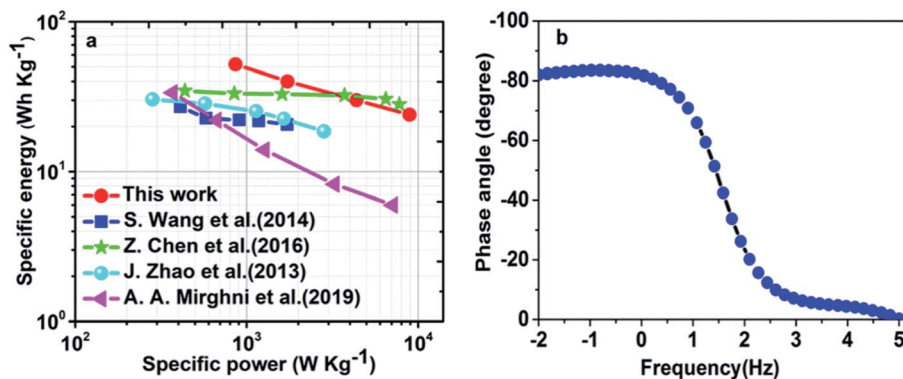 a
Specific energy (Wh Kg⁻¹)
10²
10¹
10⁰
This work
S. Wang et al.(2014)
Z. Chen et al.(2016)
J. Zhao et al.(2013)
A. A. Mirghni et al.(2019)
10² 10³ 10⁴
Specific power (W Kg⁻¹)
b
Phase angle (degree)
-100
-80
-60
-40
-20
0
-2 -1 0 1 2 3 4 5
Frequency(Hz)